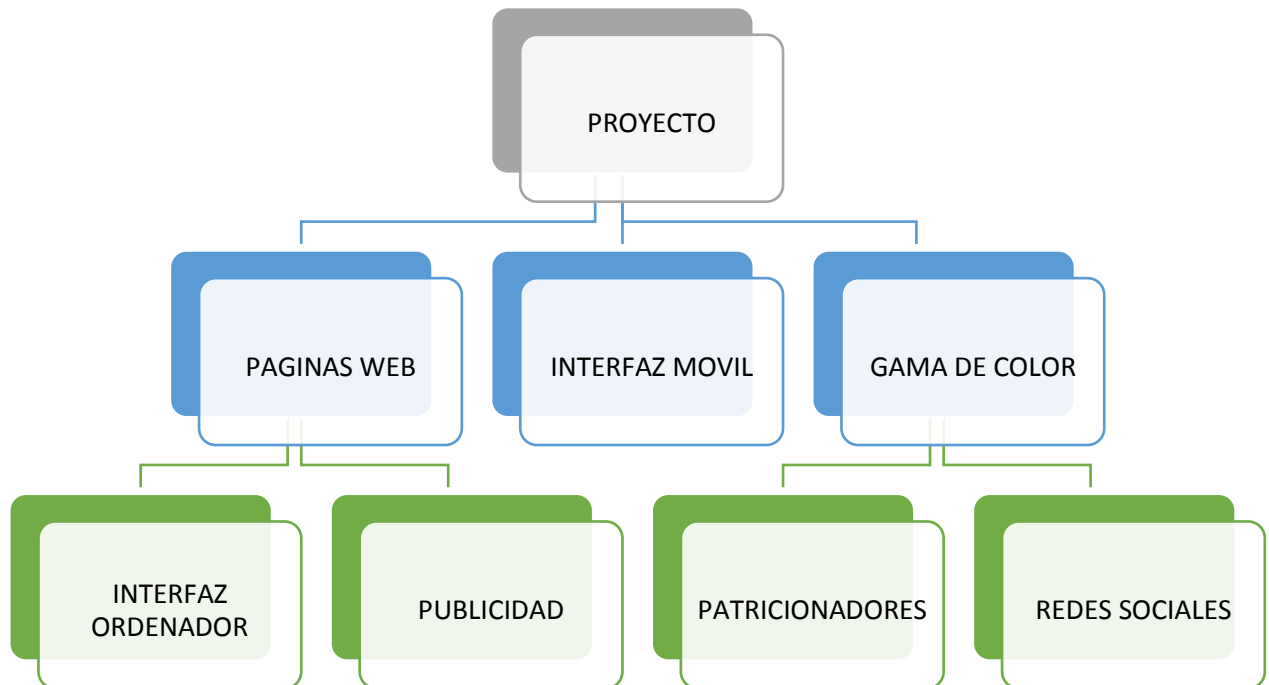 PROYECTO
PAGINAS WEB
INTERFAZ MOVIL
GAMA DE COLOR
INTERFAZ
ORDENADOR
PUBLICIDAD
PATRICIONADORES
REDES SOCIALES